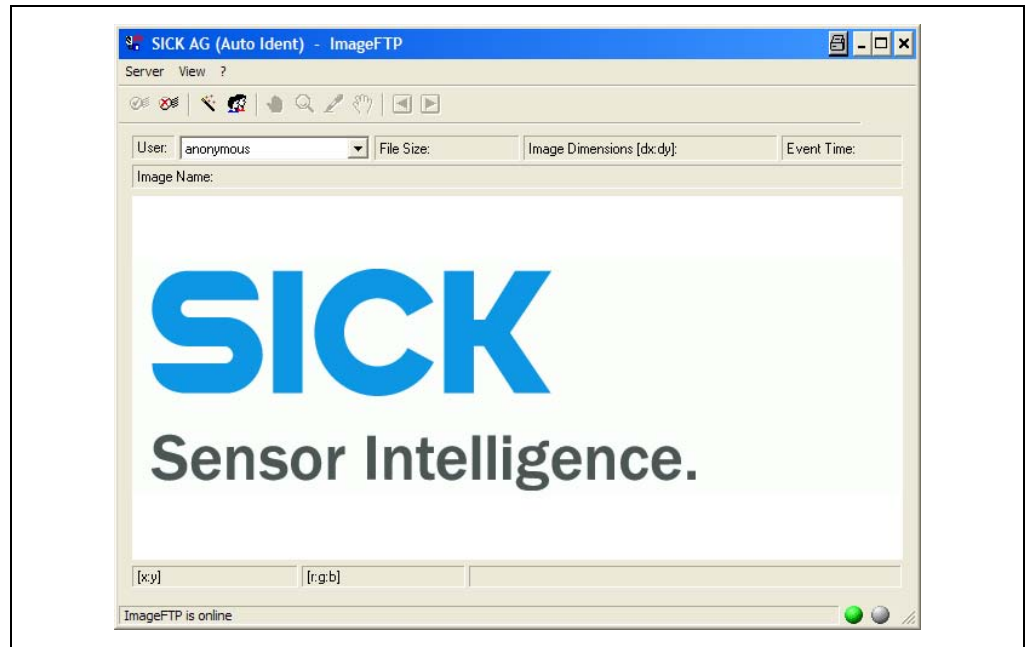 SICK AG (Auto Ident) - ImageFTP
Server View ?
User: anonymous File Size: Image Dimensions [dx:dy]: Event Time:
Image Name:
SICK
Sensor Intelligence.
[x:y] [r:g:b]
ImageFTP is online